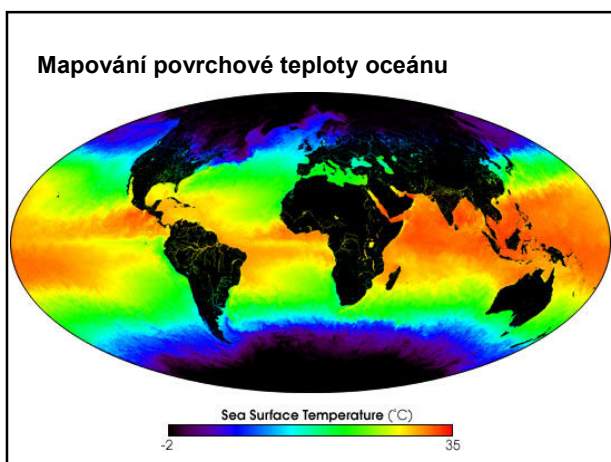 Mapování povrchové teploty oceánu
Sea Surface Temperature (°C)
-2 35